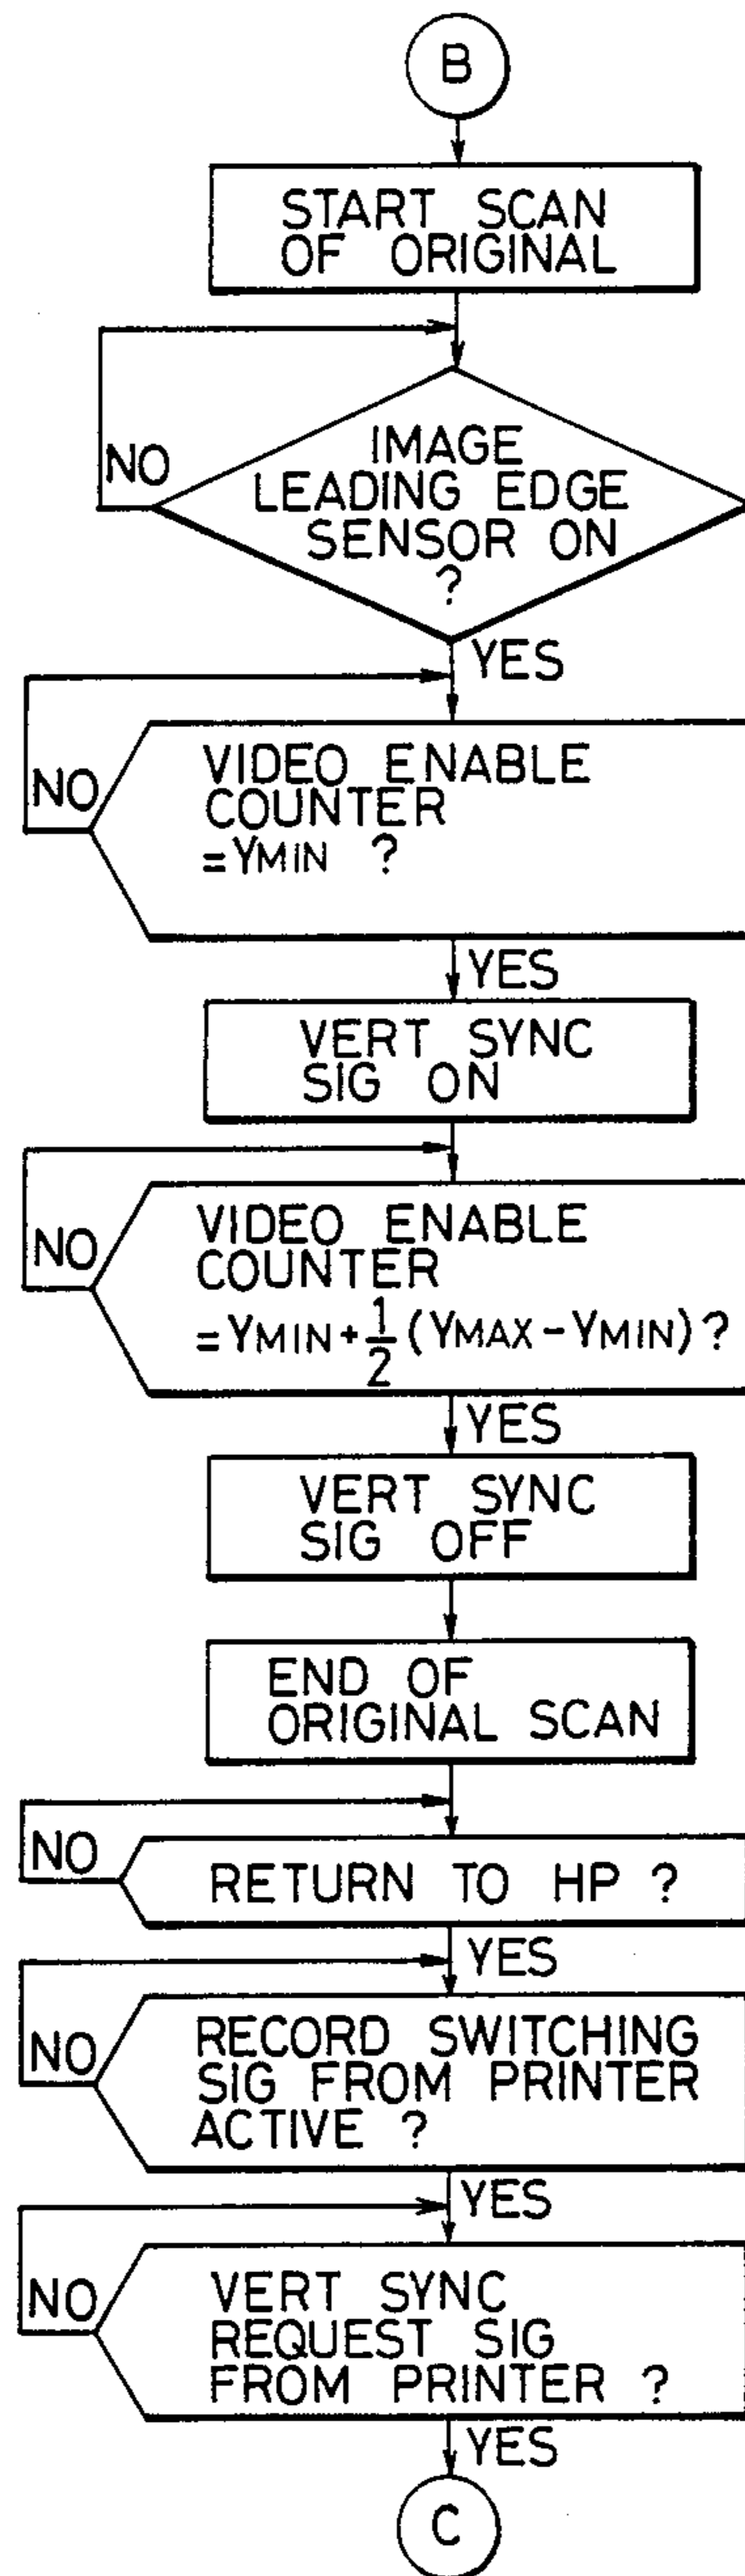 B
START SCAN
OF ORIGINAL
IMAGE
LEADING EDGE
SENSOR ON
?
NO
YES
VIDEO ENABLE
COUNTER
=YMIN ?
NO
YES
VERT SYNC
SIG ON
VIDEO ENABLE
COUNTER
=YMIN+1/2(YMAX-YMIN)?
NO
YES
VERT SYNC
SIG OFF
END OF
ORIGINAL SCAN
RETURN TO HP ?
NO
YES
RECORD SWITCHING
SIG FROM PRINTER
ACTIVE ?
NO
YES
VERT SYNC
REQUEST SIG
FROM PRINTER ?
NO
YES
C